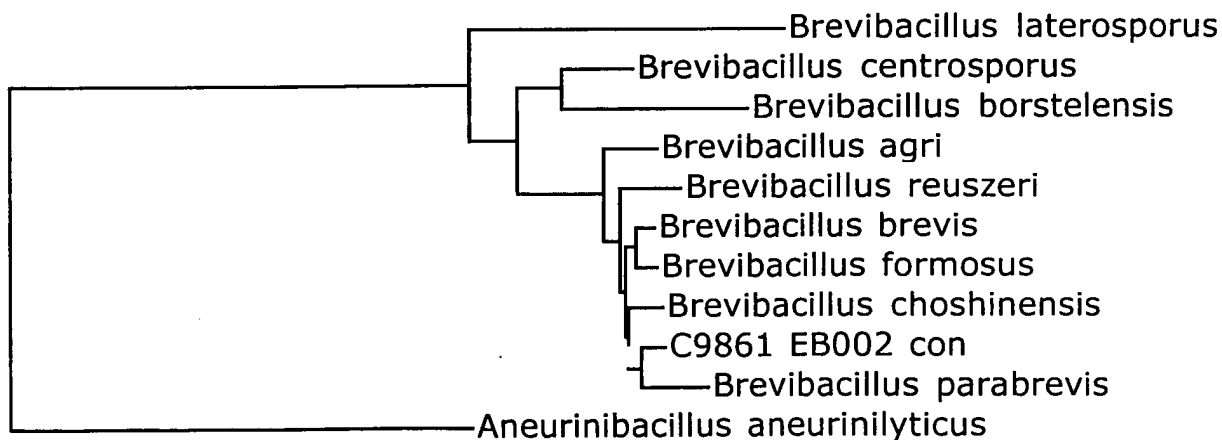 Brevibacillus laterosporus
Brevibacillus centrosporus
Brevibacillus borstelensis
Brevibacillus agri
Brevibacillus reuszeri
Brevibacillus brevis
Brevibacillus formosus
Brevibacillus choshinensis
C9861 EB002 con
Brevibacillus parabrevis
Aneurinibacillus aneurinilyticus